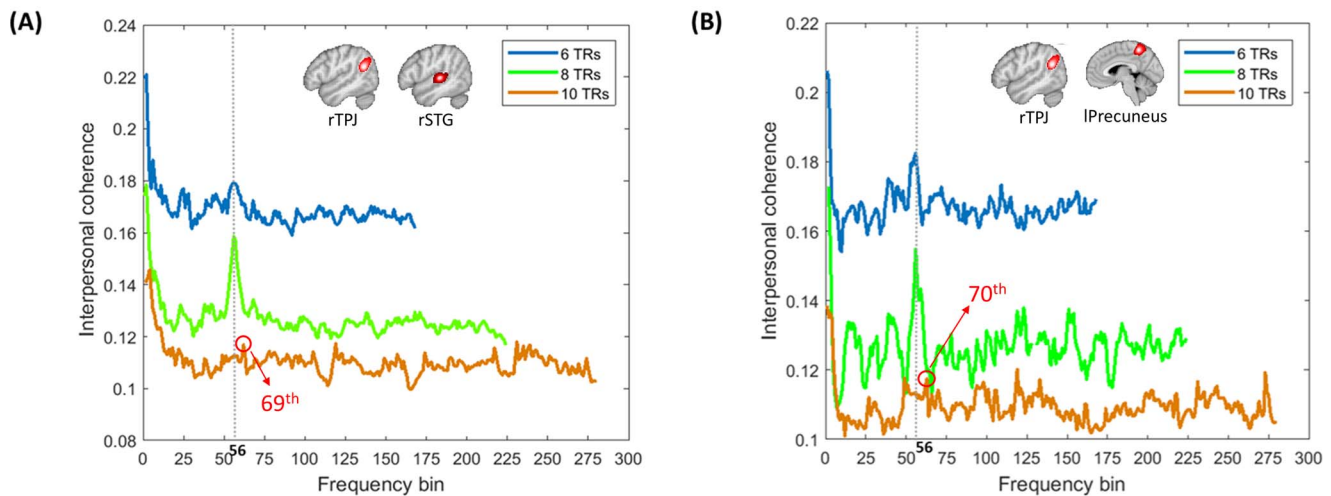 (A)
0.24
0.22
0.2
0.18
0.16
0.14
0.12
0.1
0.08
Interpersonal coherence
6 TRs
8 TRs
10 TRs
rTPJ rSTG
69th
0 25 50 56 75 100 125 150 175 200 225 250 275 300
Frequency bin
(B)
0.22
0.2
0.18
0.16
0.14
0.12
0.1
Interpersonal coherence
6 TRs
8 TRs
10 TRs
rTPJ lPrecuneus
70th
0 25 50 56 75 100 125 150 175 200 225 250 275 300
Frequency bin